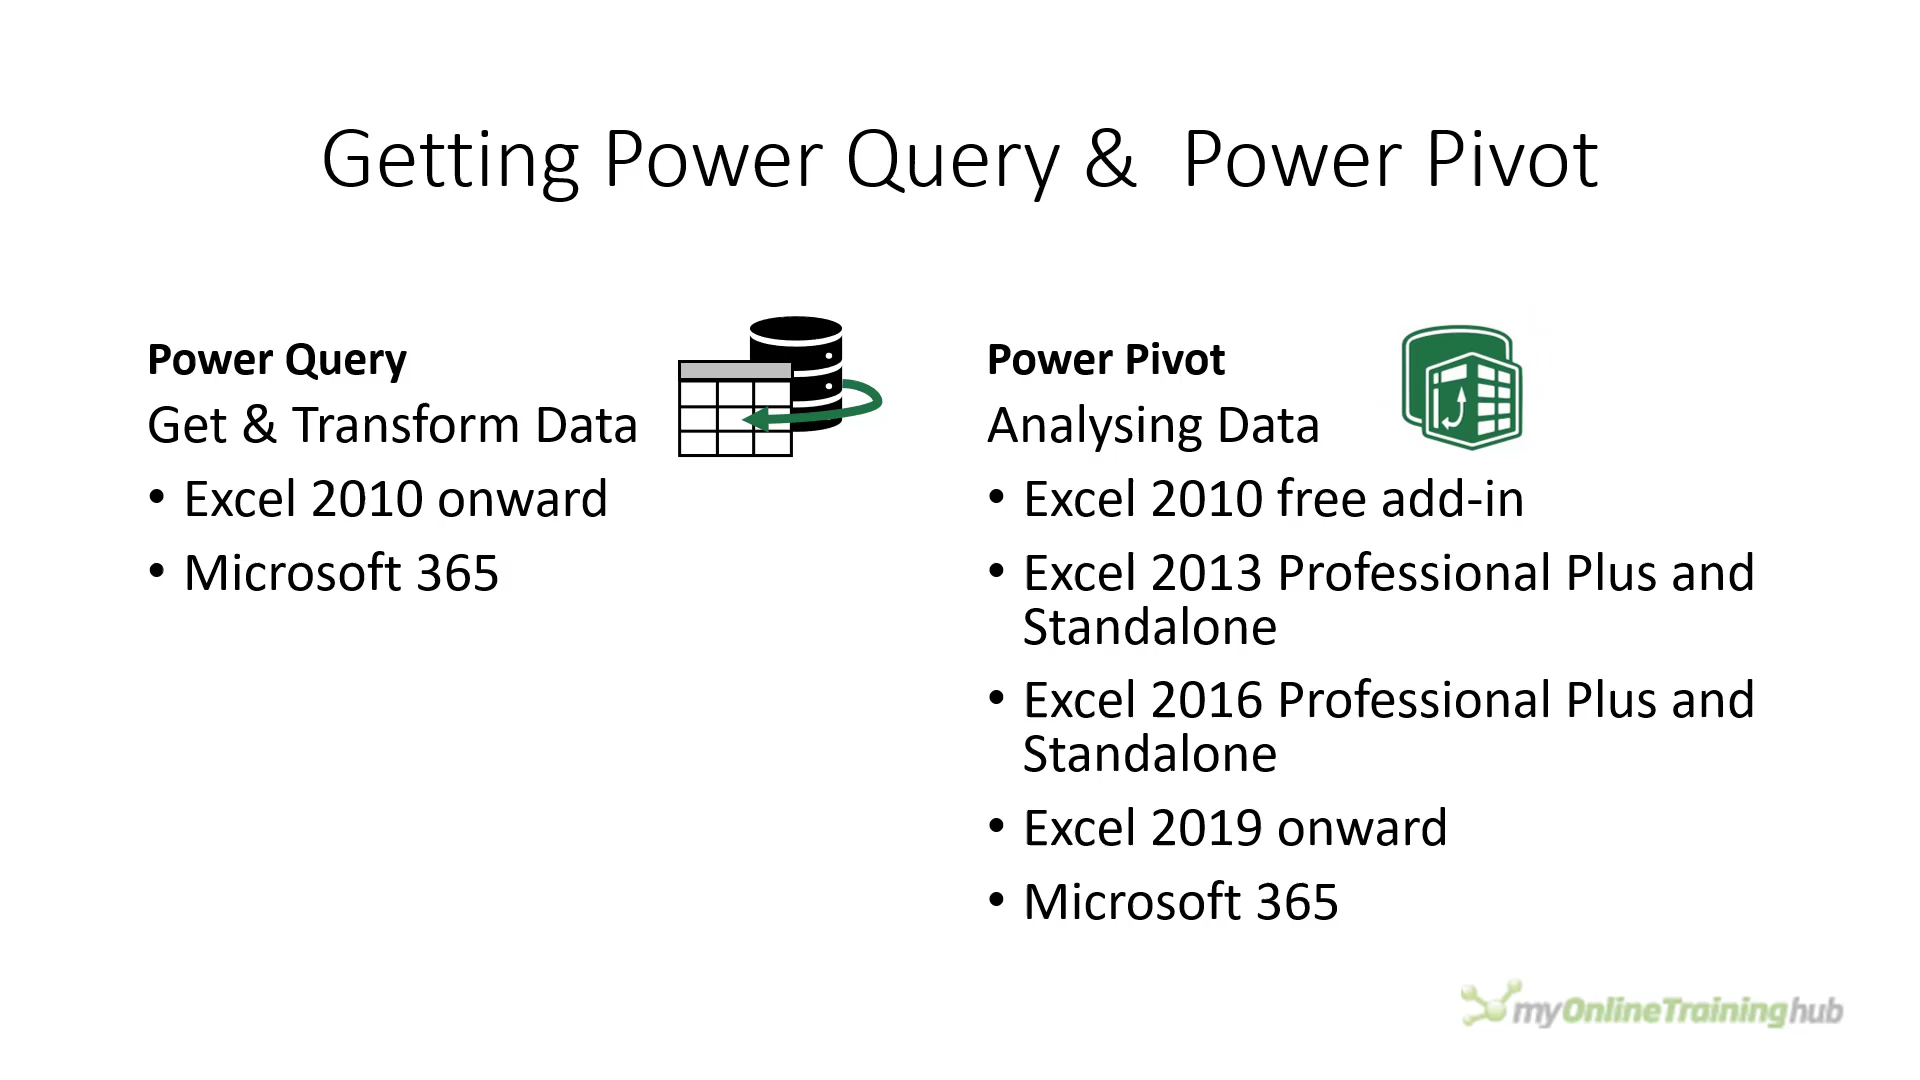 Getting Power Query & Power Pivot
Power Query
Get & Transform Data
• Excel 2010 onward
• Microsoft 365
Power Pivot
Analysing Data
• Excel 2010 free add-in
• Excel 2013 Professional Plus and
Standalone
• Excel 2016 Professional Plus and
Standalone
• Excel 2019 onward
• Microsoft 365
myOnlineTraininghub